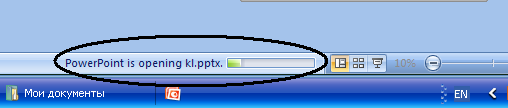 PowerPoint is opening kl.pptx.
10%
Мои документы
EN